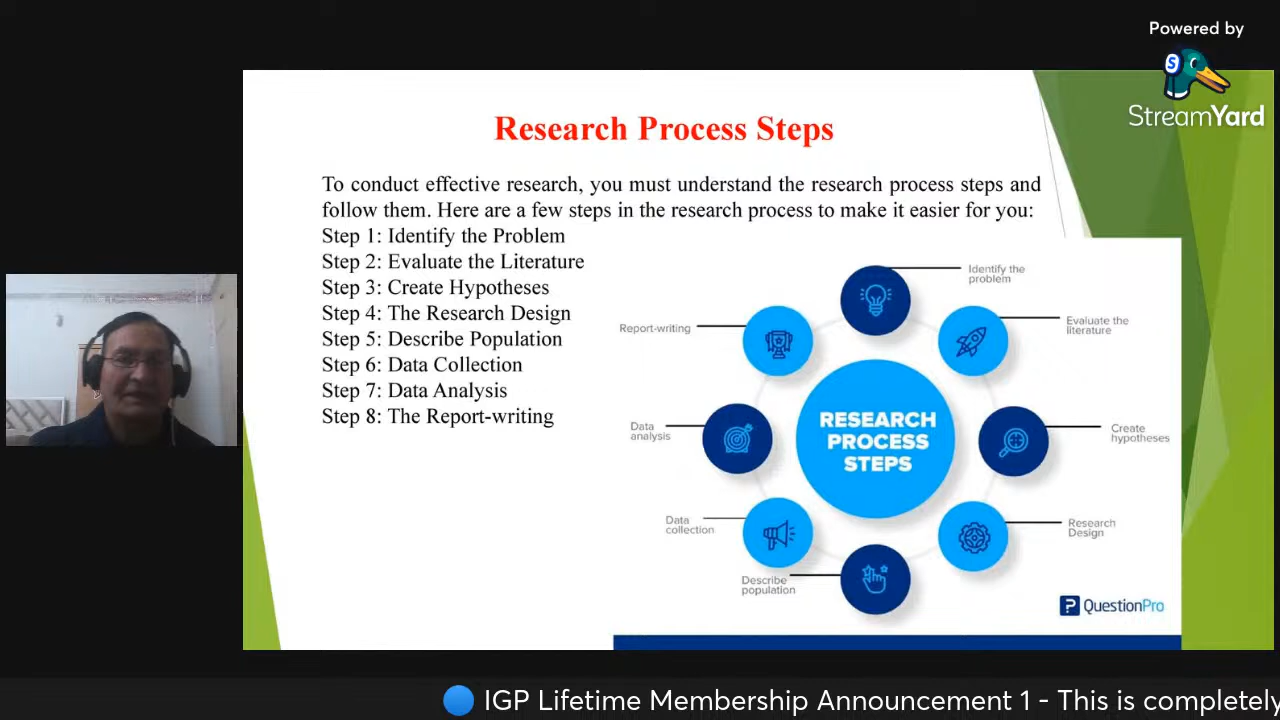 Powered by
StreamYard
Research Process Steps
To conduct effective research, you must understand the research process steps and
follow them. Here are a few steps in the research process to make it easier for you:
Step 1: Identify the Problem
Step 2: Evaluate the Literature
Step 3: Create Hypotheses
Step 4: The Research Design
Step 5: Describe Population
Step 6: Data Collection
Step 7: Data Analysis
Step 8: The Report-writing
Identify the
problem
Evaluate the
literature
Create
hypotheses
Research
Design
Describe
population
Data
collection
Data
analysis
Report-writing
RESEARCH
PROCESS
STEPS
QuestionPro
IGP Lifetime Membership Announcement 1 - This is completely